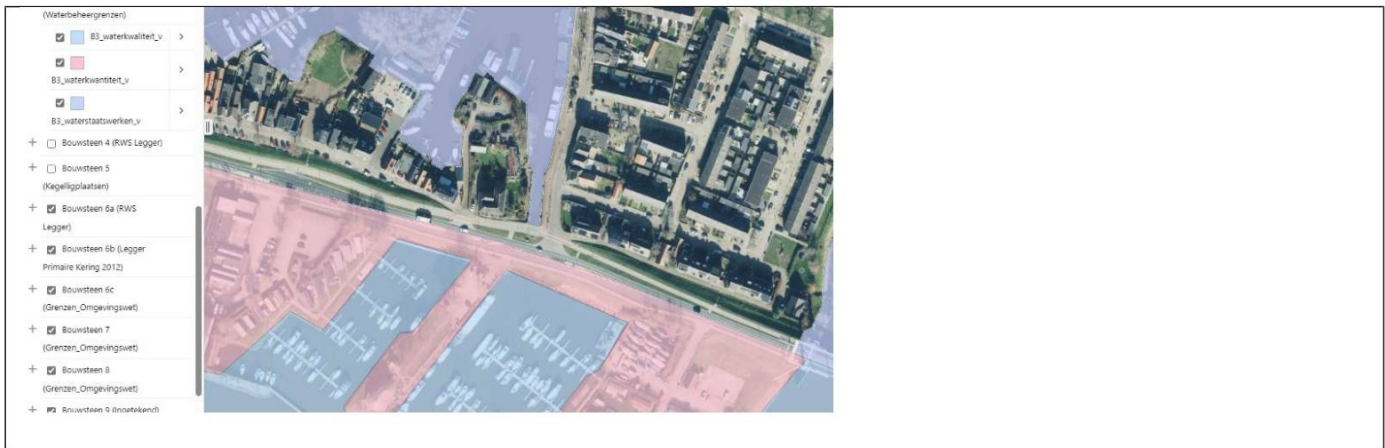 (Waterbeheergrenzen)
B3_waterkwaliteit_v
B3_waterkwantiteit_v
B3_waterstaatswerken_v
Bouwsteen 4 (RWS Legger)
Bouwsteen 5
(Kegelligplaatsen)
Bouwsteen 6a (RWS
Legger)
Bouwsteen 6b (Legger
Primaire Kering 2012)
Bouwsteen 6c
(Grenzen_Omgevingswet)
Bouwsteen 7
(Grenzen_Omgevingswet)
Bouwsteen 8
(Grenzen_Omgevingswet)
Bouwsteen 9 (Ingetekend)